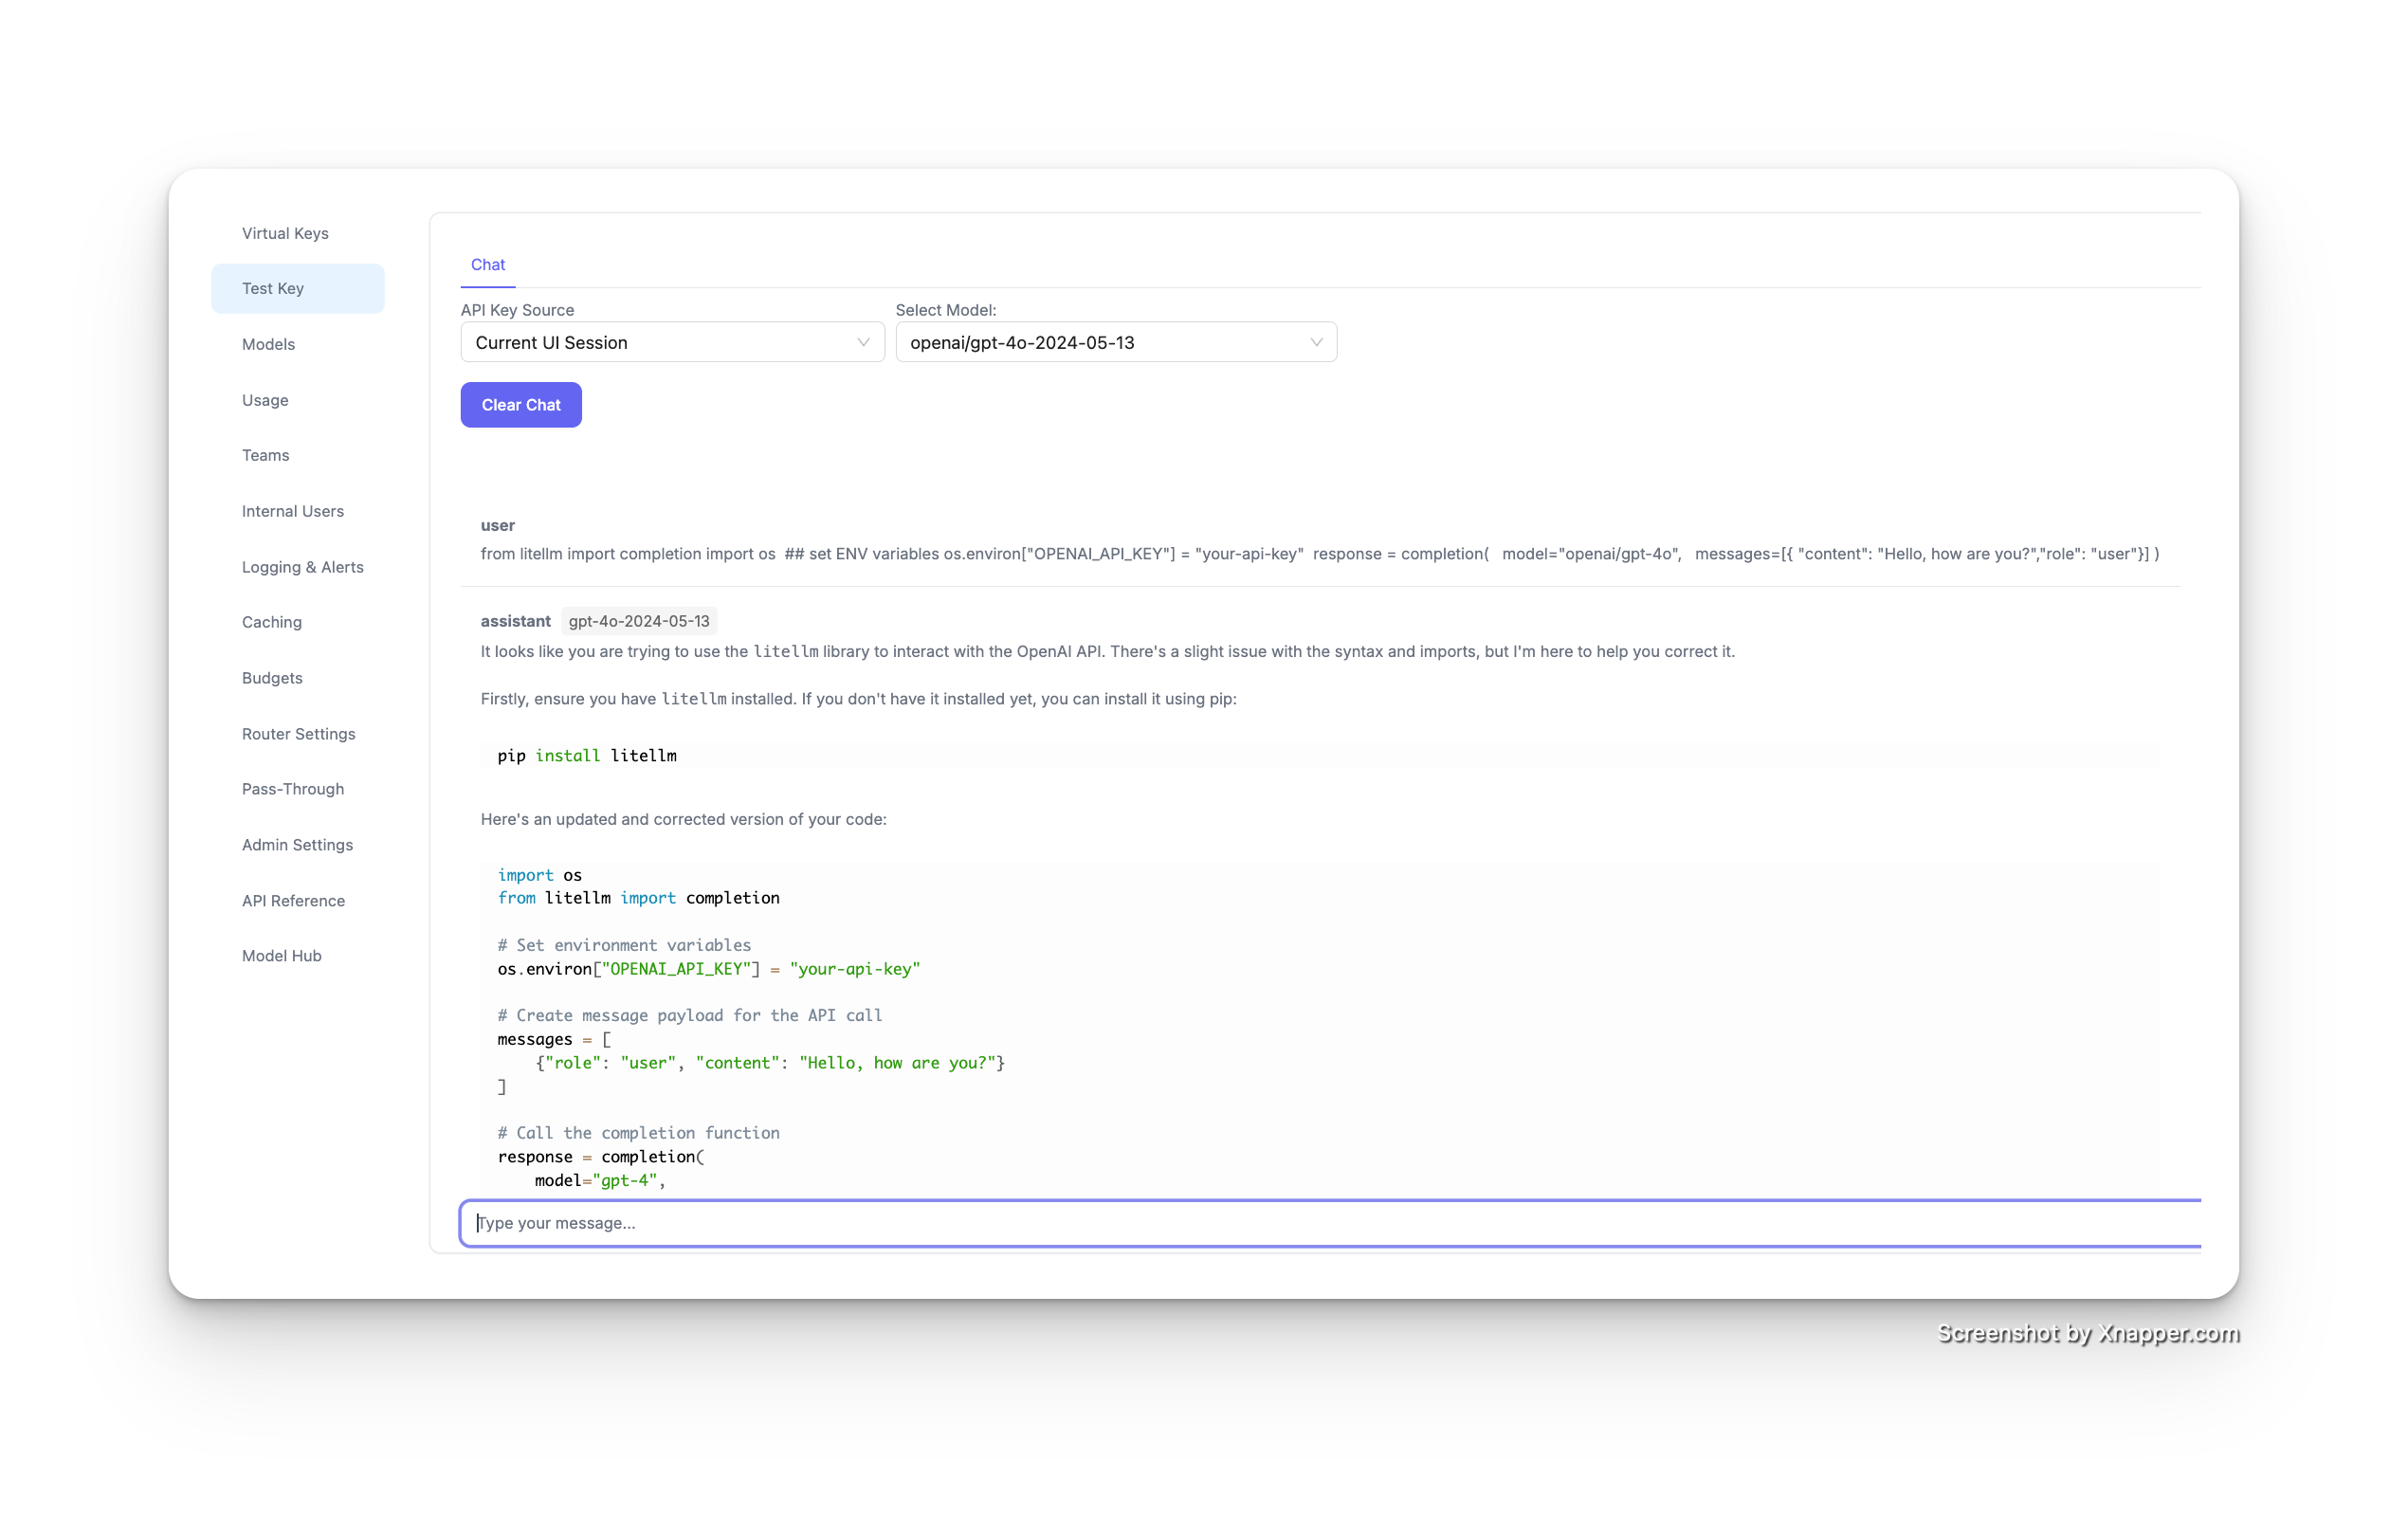 Virtual Keys
Test Key
Models
Usage
Teams
Internal Users
Logging & Alerts
Caching
Budgets
Router Settings
Pass-Through
Admin Settings
API Reference
Model Hub
Chat
API Key Source
Select Model:
Current UI Session
openai/gpt-4o-2024-05-13
Clear Chat
user
from litellm import completion import os  ## set ENV variables os.environ["OPENAI_API_KEY"] = "your-api-key"  response = completion(   model="openai/gpt-4o",   messages=[{ "content": "Hello, how are you?","role": "user"}] )
assistant gpt-4o-2024-05-13
It looks like you are trying to use the litellm library to interact with the OpenAI API. There's a slight issue with the syntax and imports, but I'm here to help you correct it.
Firstly, ensure you have litellm installed. If you don't have it installed yet, you can install it using pip:
pip install litellm
Here's an updated and corrected version of your code:
import os
from litellm import completion
# Set environment variables
os.environ["OPENAI_API_KEY"] = "your-api-key"
# Create message payload for the API call
messages = [
    {"role": "user", "content": "Hello, how are you?"}
]
# Call the completion function
response = completion(
    model="gpt-4",
Type your message...
Screenshot by Xnapper.com